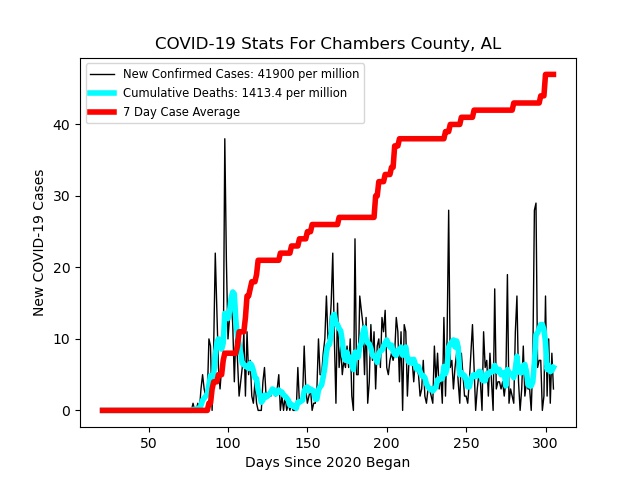 COVID-19 Stats For Chambers County, AL
New Confirmed Cases: 41900 per million
Cumulative Deaths: 1413.4 per million
7 Day Case Average
New COVID-19 Cases
40
30
20
10
0
50 100 150 200 250 300
Days Since 2020 Began